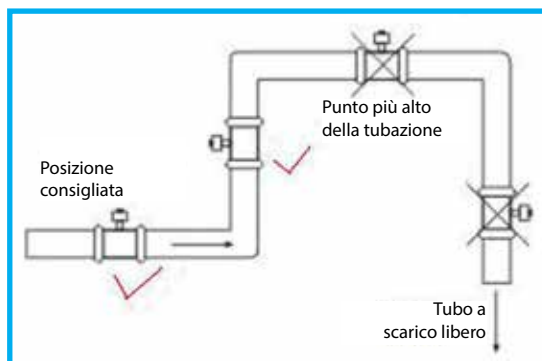 Punto più alto
della tubazione
Posizione
consigliata
Tubo a
scarico libero